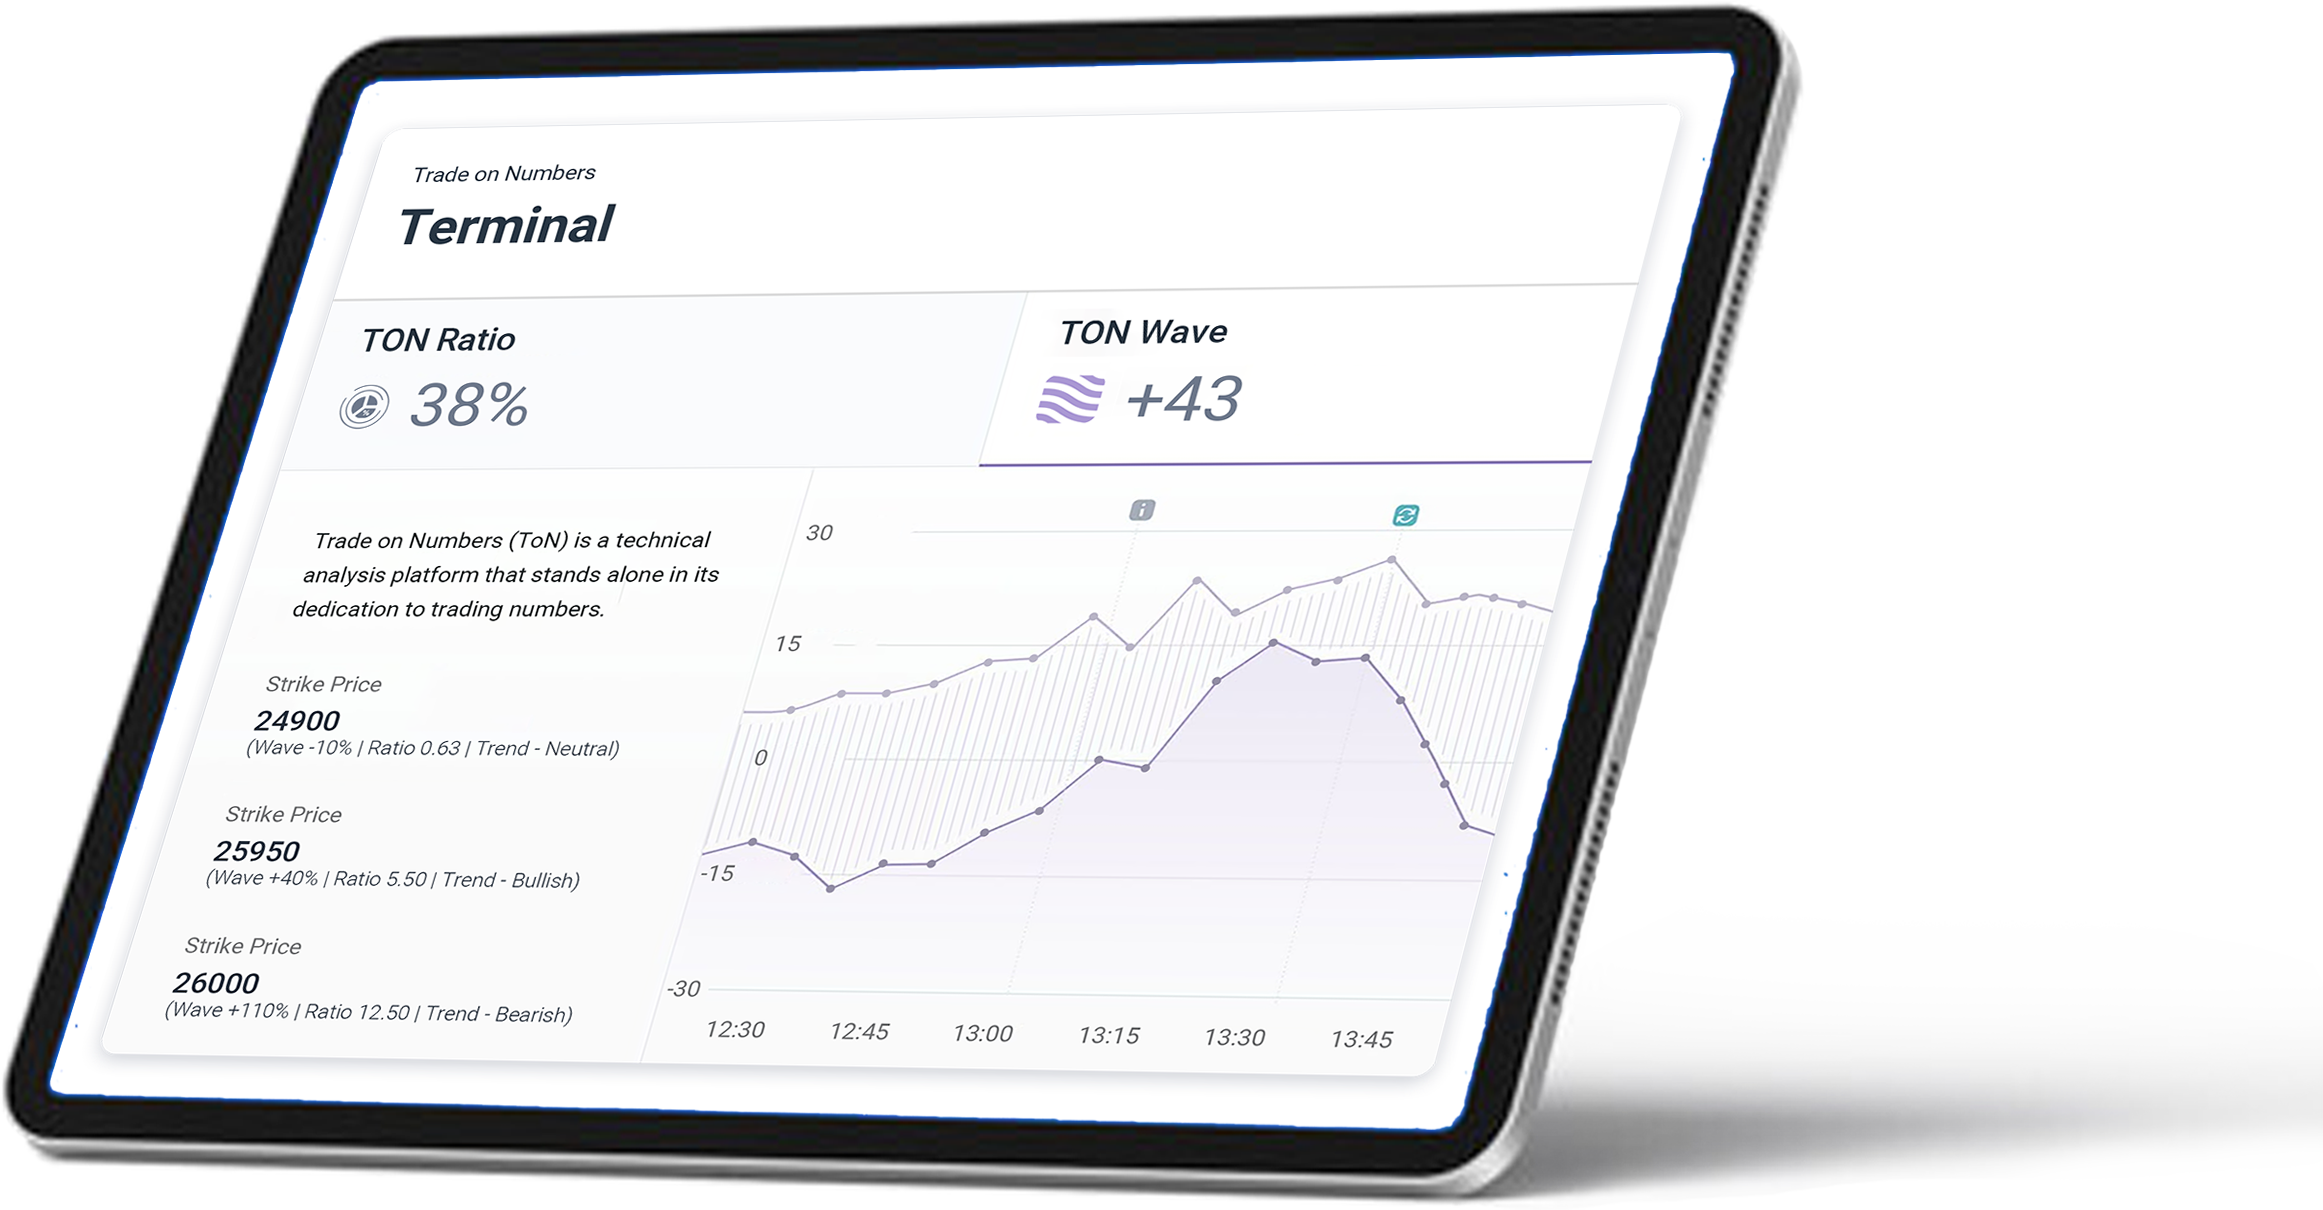 Trade on Numbers
Terminal
TON Ratio
38%
TON Wave
+43
Trade on Numbers (ToN) is a technical
analysis platform that stands alone in its
dedication to trading numbers.
Strike Price
24900
(Wave -10% | Ratio 0.63 | Trend - Neutral)
Strike Price
25950
(Wave +40% | Ratio 5.50 | Trend - Bullish)
Strike Price
26000
(Wave +110% | Ratio 12.50 | Trend - Bearish)
30
15
0
-15
-30
12:30 12:45 13:00 13:15 13:30 13:45